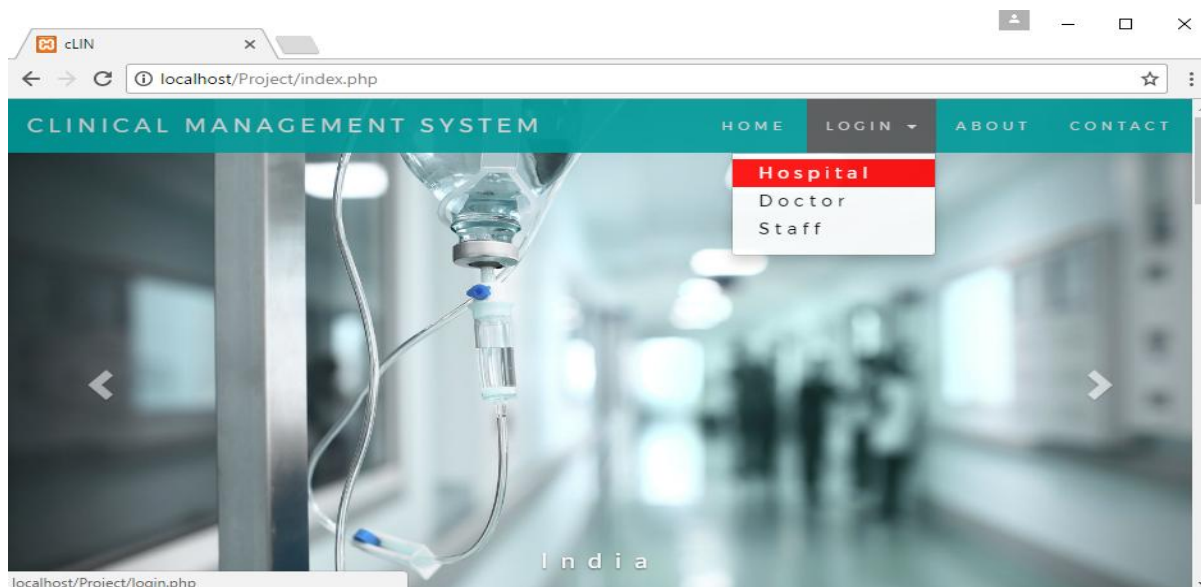 cLIN
localhost/Project/index.php
CLINICAL MANAGEMENT SYSTEM HOME LOGIN ABOUT CONTACT
Hospital
Doctor
Staff
India
localhost/Project/login.php